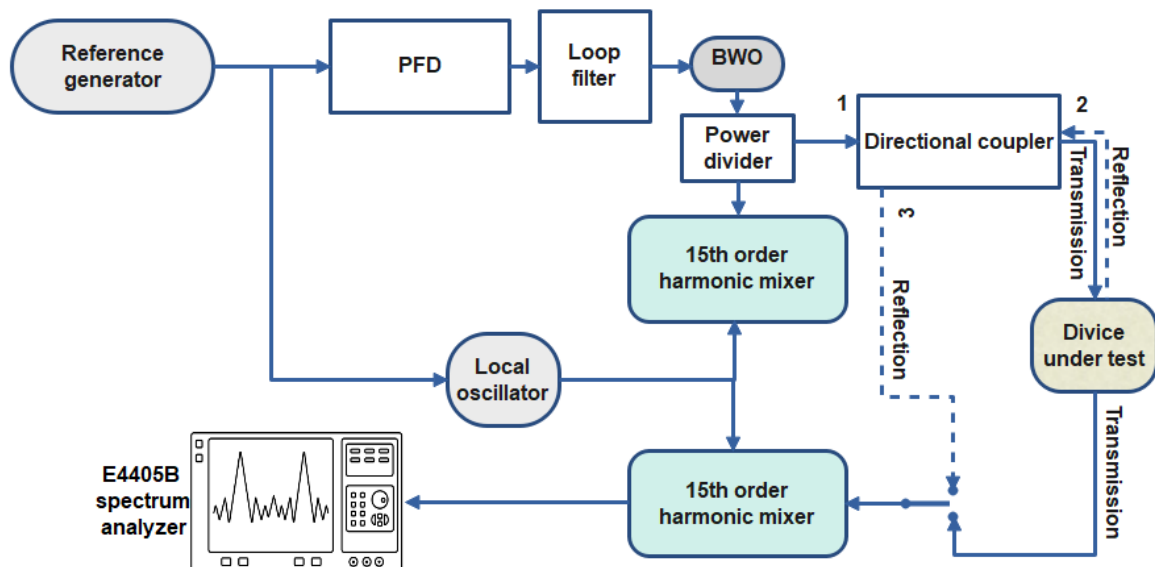 Reference
generator
PFD
Loop
filter
BWO
Power
divider
1
Directional coupler
2
Transmission
Reflection
3
Reflection
15th order
harmonic mixer
Divice
under test
Local
oscillator
Transmission
E4405B
spectrum
analyzer
15th order
harmonic mixer